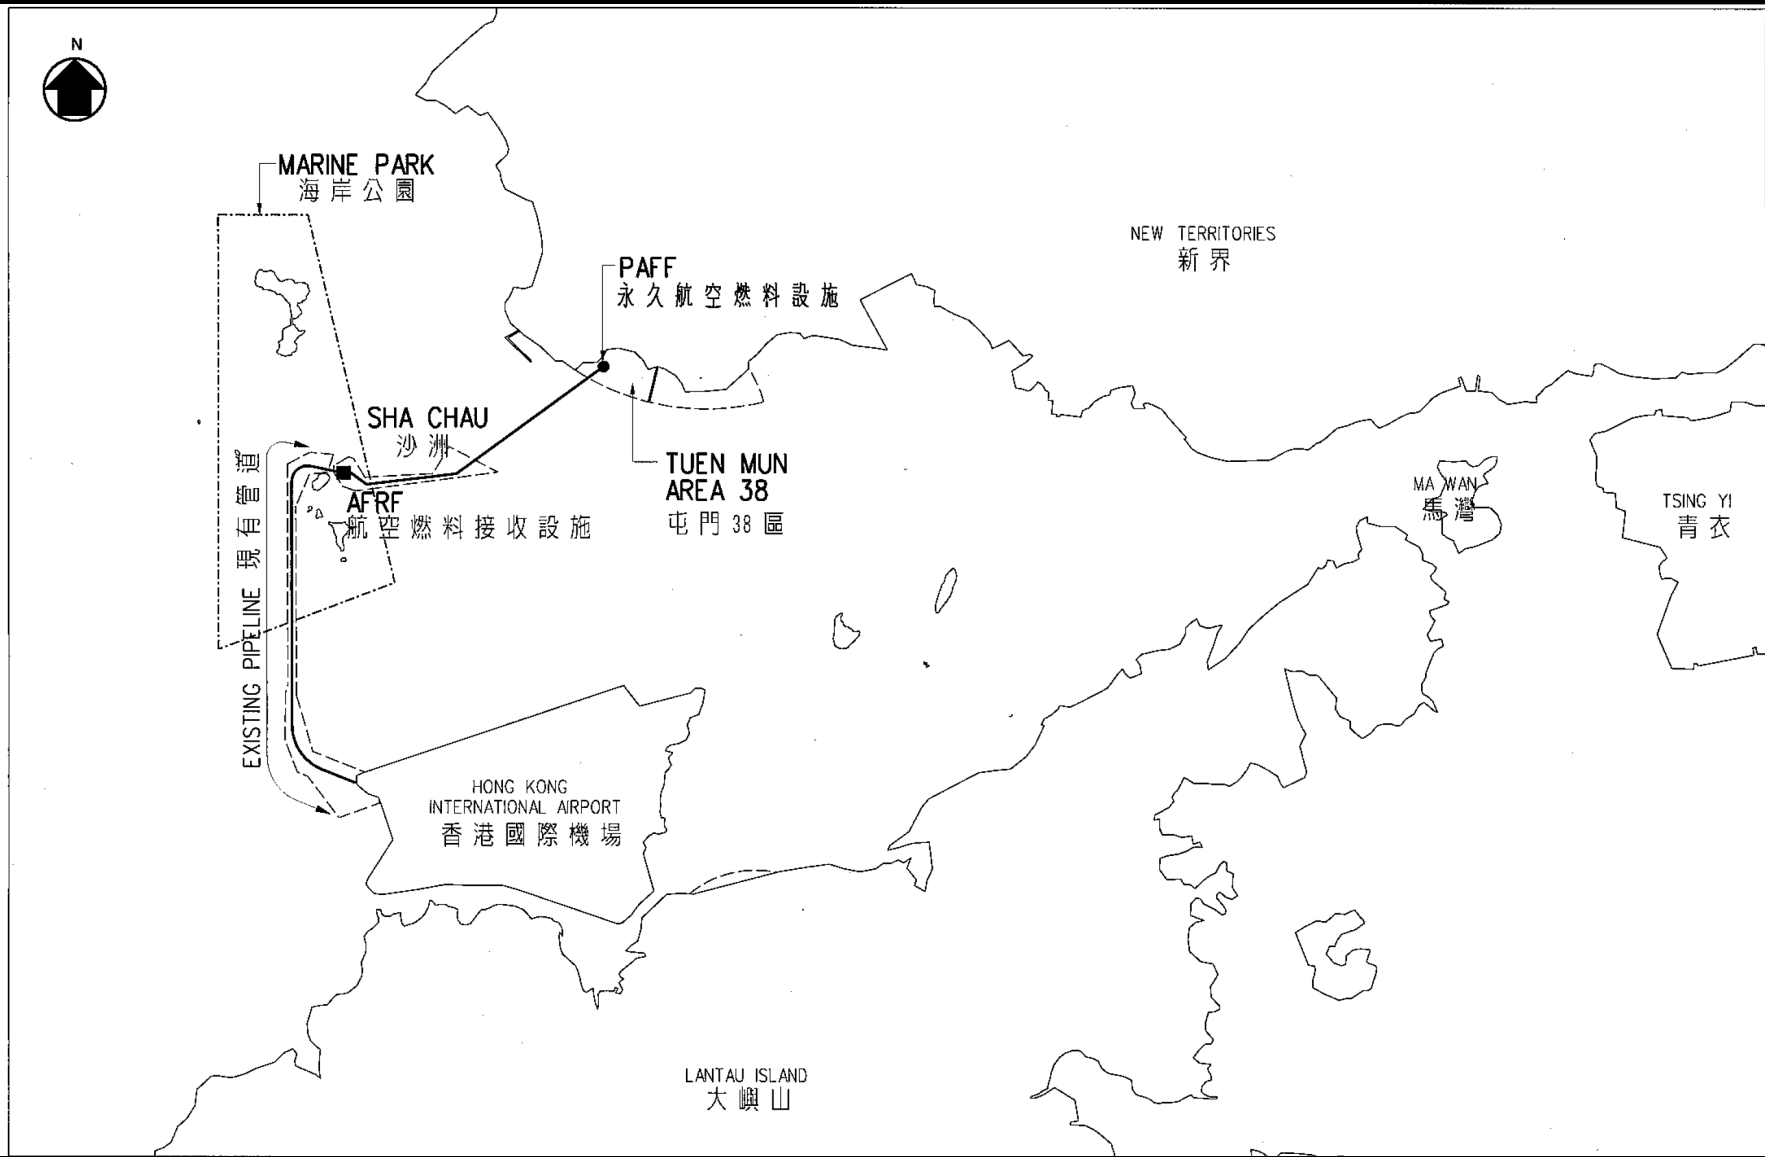 N
MARINE PARK
海岸公園
NEW TERRITORIES
新界
PAFF
永久航空燃料設施
SHA CHAU
沙洲
TUEN MUN
AREA 38
屯門38區
AFRF
航空燃料接收設施
EXISTING PIPELINE 現有管道
MA WAN
馬灣
TSING YI
青衣
HONG KONG
INTERNATIONAL AIRPORT
香港國際機場
LANTAU ISLAND
大嶼山